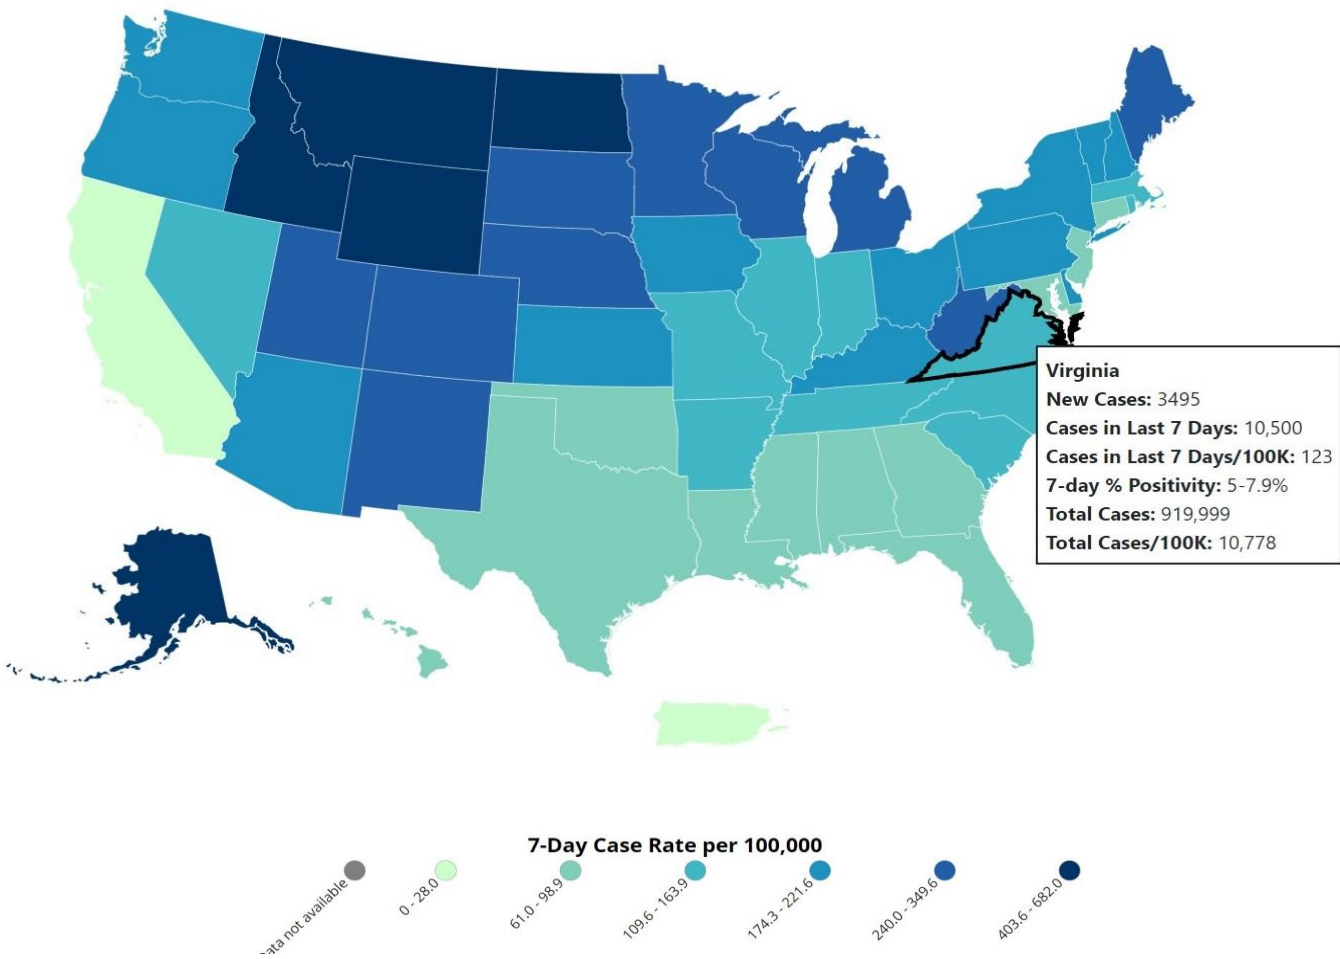 Virginia
New Cases: 3495
Cases in Last 7 Days: 10,500
Cases in Last 7 Days/100K: 123
7-day % Positivity: 5-7.9%
Total Cases: 919,999
Total Cases/100K: 10,778
7-Day Case Rate per 100,000
ata not available
0 - 28.0
61.0 - 98.9
109.6 - 163.9
174.3 - 221.6
240.0 - 349.6
403.6 - 682.0